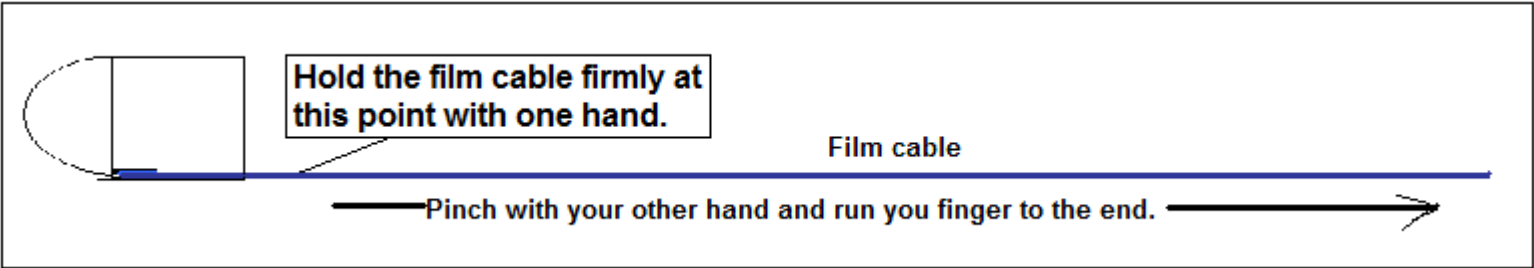 Hold the film cable firmly at
this point with one hand.
Film cable
Pinch with your other hand and run you finger to the end.